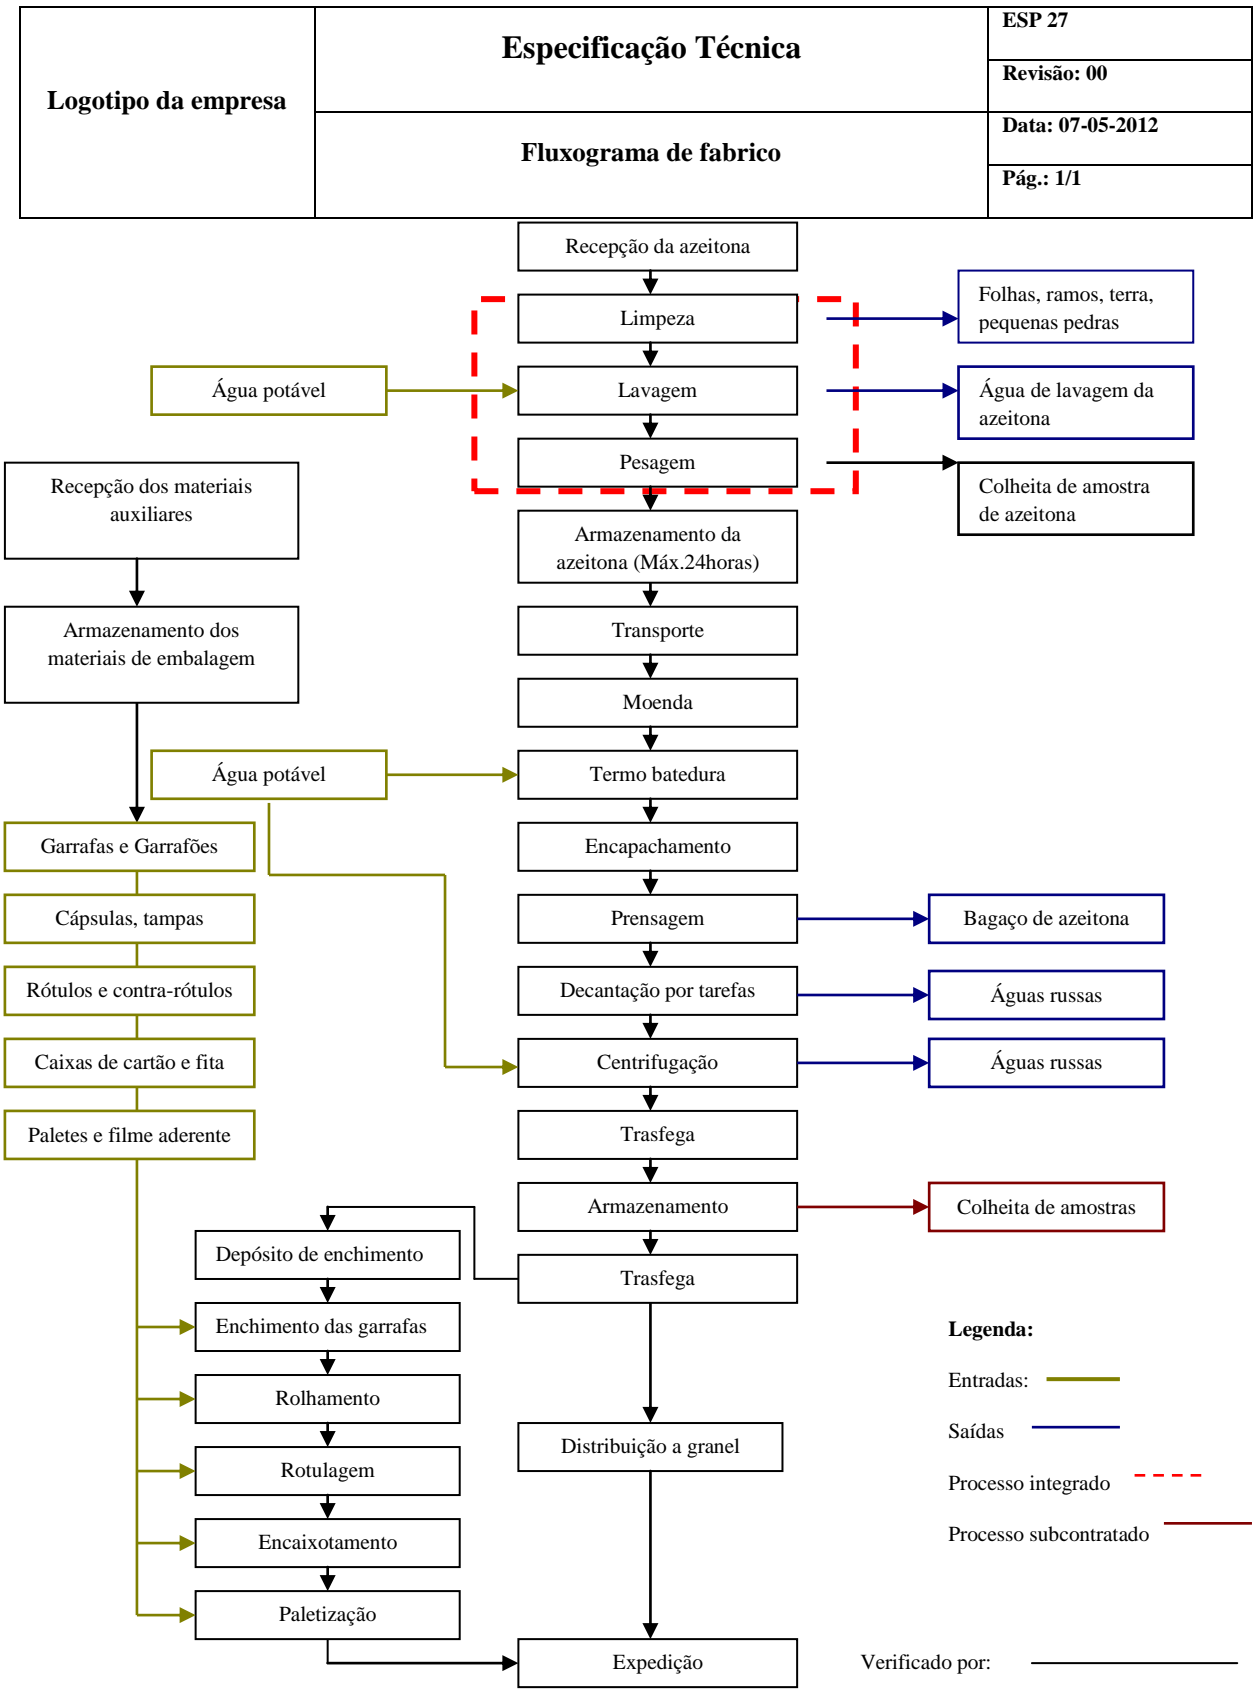 Logotipo da empresa
Especificação Técnica
Fluxograma de fabrico
ESP 27
Revisão: 00
Data: 07-05-2012
Pág.: 1/1
Recepção da azeitona
Limpeza
Folhas, ramos, terra,
pequenas pedras
Água potável
Lavagem
Água de lavagem da
azeitona
Pesagem
Colheita de amostra
de azeitona
Recepção dos materiais
auxiliares
Armazenamento da
azeitona (Máx.24horas)
Armazenamento dos
materiais de embalagem
Transporte
Moenda
Água potável
Termo batedura
Garrafas e Garrafões
Encapachamento
Cápsulas, tampas
Prensagem
Bagaço de azeitona
Rótulos e contra-rótulos
Decantação por tarefas
Águas russas
Caixas de cartão e fita
Centrifugação
Águas russas
Paletes e filme aderente
Trasfega
Armazenamento
Colheita de amostras
Depósito de enchimento
Trasfega
Enchimento das garrafas
Rolhamento
Rotulagem
Encaixotamento
Paletização
Distribuição a granel
Expedição
Legenda:
Entradas:
Saídas
Processo integrado
Processo subcontratado
Verificado por: